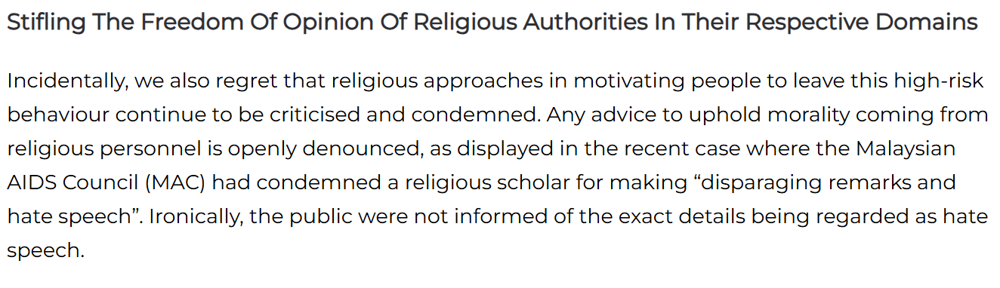 Stifling The Freedom Of Opinion Of Religious Authorities In Their Respective Domains
Incidentally, we also regret that religious approaches in motivating people to leave this high-risk
behaviour continue to be criticised and condemned. Any advice to uphold morality coming from
religious personnel is openly denounced, as displayed in the recent case where the Malaysian
AIDS Council (MAC) had condemned a religious scholar for making “disparaging remarks and
hate speech”. Ironically, the public were not informed of the exact details being regarded as hate
speech.